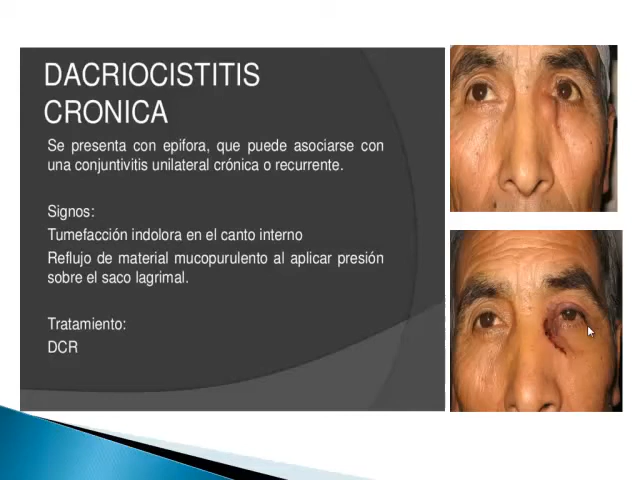 DACRIOCISTITIS
CRONICA
Se presenta con epifora, que puede asociarse con
una conjuntivitis unilateral crónica o recurrente.
Signos:
Tumefacción indolora en el canto interno
Reflujo de material mucopurulento al aplicar presión
sobre el saco lagrimal.
Tratamiento:
DCR